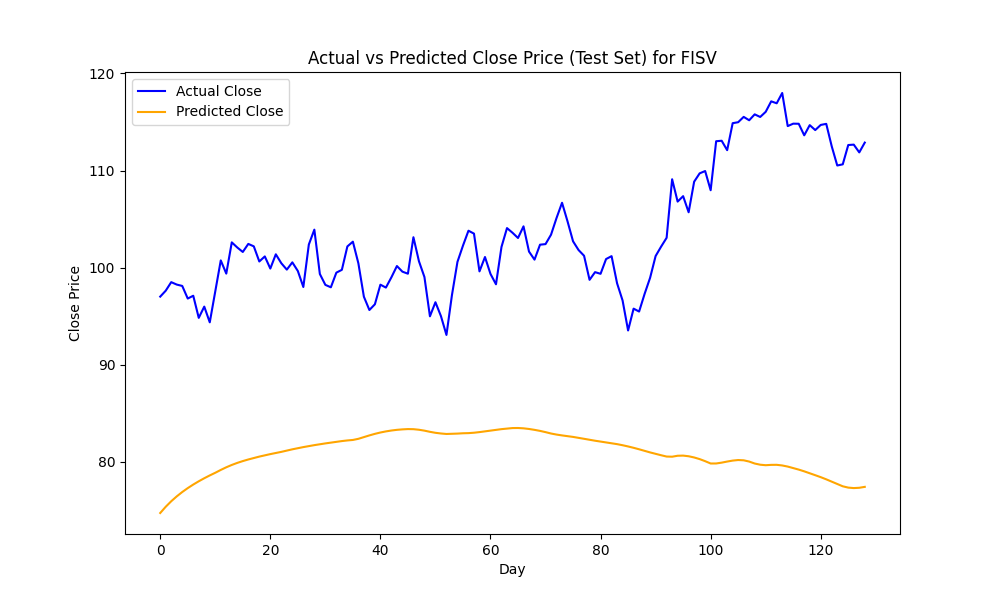 Actual vs Predicted Close Price (Test Set) for FISV
Actual Close
Predicted Close
120
110
100
90
80
Close Price
0 20 40 60 80 100 120
Day